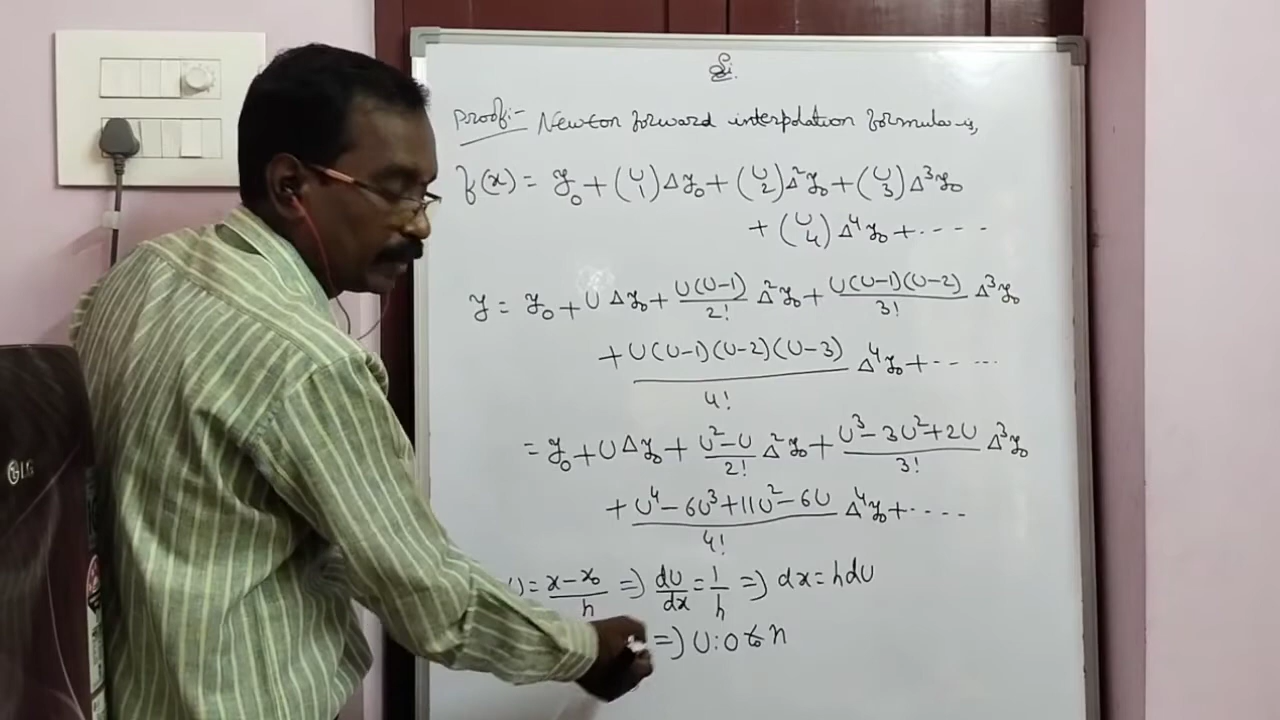 Proof:- Newton forward interpolation formula is,
f(x) = y₀ + (U 1) Δy₀ + (U 2) Δ²y₀ + (U 3) Δ³y₀
+ (U 4) Δ⁴y₀ + ----
y = y₀ + U Δy₀ + U(U-1)/2! Δ²y₀ + U(U-1)(U-2)/3! Δ³y₀
+ U(U-1)(U-2)(U-3)/4! Δ⁴y₀ + -----
= y₀ + U Δy₀ + U²-U/2! Δ²y₀ + U³-3U²+2U/3! Δ³y₀
+ U⁴-6U³+11U²-6U/4! Δ⁴y₀ + ----
U = x-x₀/h => dU/dx = 1/h => dx = hdU
=> U: 0 to n
LG